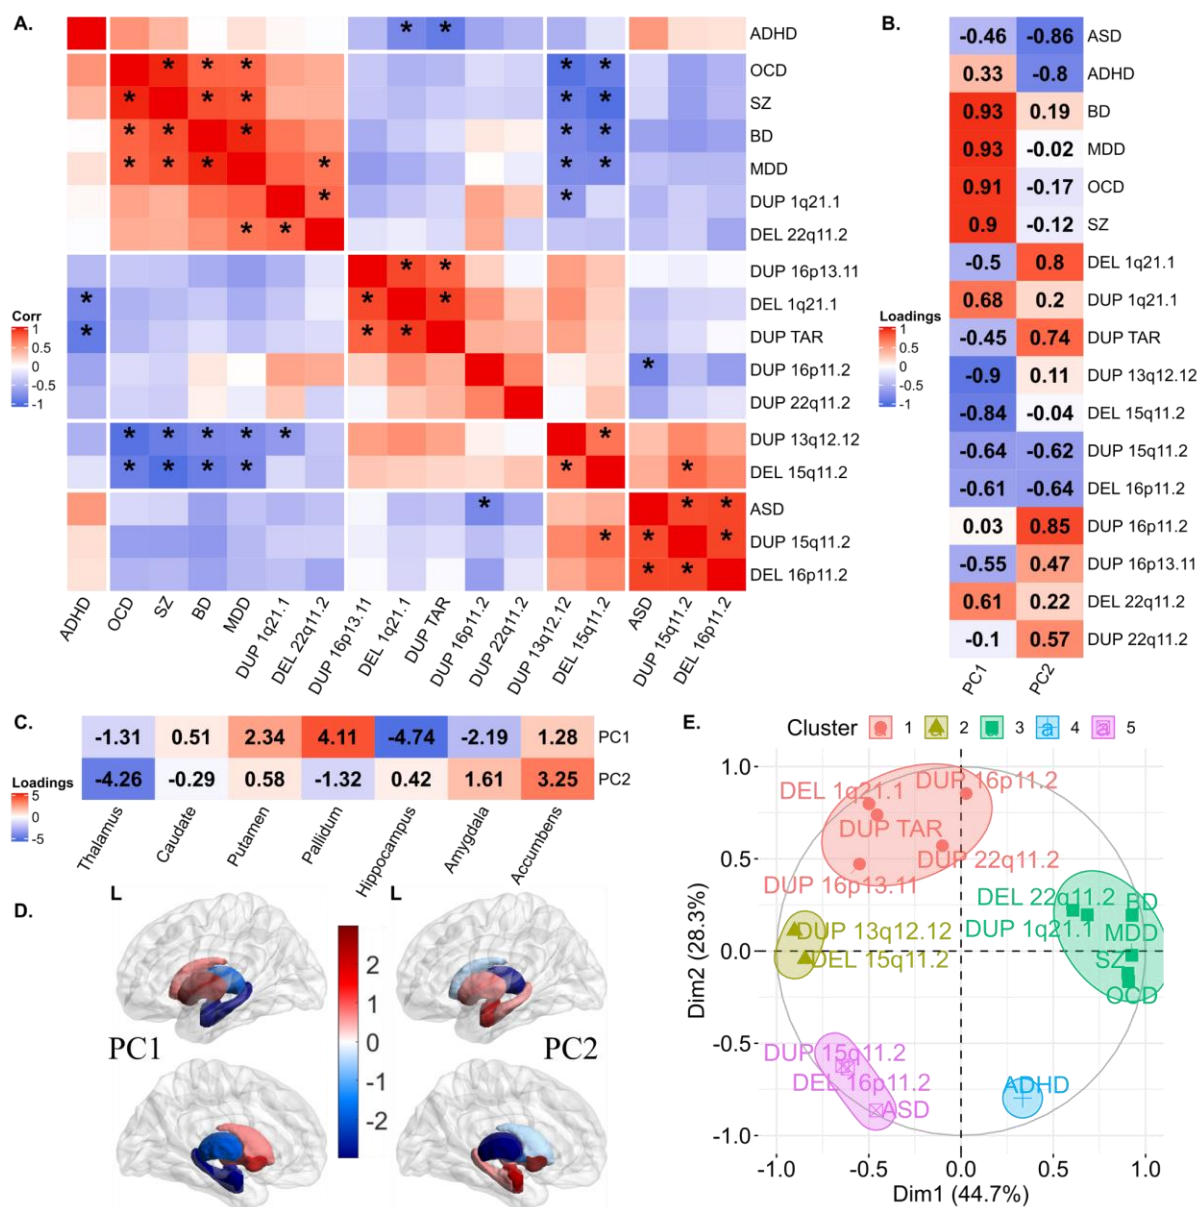 A.
ADHD
OCD
SZ
BD
MDD
DUP 1q21.1
DEL 22q11.2
DUP 16p13.11
DEL 1q21.1
DUP TAR
DUP 16p11.2
DUP 22q11.2
DUP 13q12.12
DEL 15q11.2
ASD
DUP 15q11.2
DEL 16p11.2
Corr
1
0.5
0
-0.5
-1
* *
* * * * *
* * * * *
* * * * *
* * * * * *
* *
* *
* *
* * *
* * *
*
* * * * * *
* * * * * *
* * *
* * *
* *
ADHD
OCD
SZ
BD
MDD
DUP 1q21.1
DEL 22q11.2
DUP 16p13.11
DEL 1q21.1
DUP TAR
DUP 16p11.2
DUP 22q11.2
DUP 13q12.12
DEL 15q11.2
ASD
DUP 15q11.2
DEL 16p11.2
B.
-0.46 -0.86 ASD
0.33 -0.8 ADHD
0.93 0.19 BD
0.93 -0.02 MDD
0.91 -0.17 OCD
0.9 -0.12 SZ
-0.5 0.8 DEL 1q21.1
0.68 0.2 DUP 1q21.1
-0.45 0.74 DUP TAR
-0.9 0.11 DUP 13q12.12
-0.84 -0.04 DEL 15q11.2
-0.64 -0.62 DUP 15q11.2
-0.61 -0.64 DEL 16p11.2
0.03 0.85 DUP 16p11.2
-0.55 0.47 DUP 16p13.11
0.61 0.22 DEL 22q11.2
-0.1 0.57 DUP 22q11.2
PC1 PC2
Loadings
1
0.5
0
-0.5
-1
C.
-1.31 0.51 2.34 4.11 -4.74 -2.19 1.28 PC1
-4.26 -0.29 0.58 -1.32 0.42 1.61 3.25 PC2
Loadings
5
0
-5
Thalamus
Caudate
Putamen
Pallidum
Hippocampus
Amygdala
Accumbens
D.
L
L
PC1
PC2
2
1
0
-1
-2
E.
Cluster 1 2 3 a 4 a 5
1.0
0.5
0.0
-0.5
-1.0
Dim2 (28.3%)
DUP 16p11.2
DEL 1q21.1
DUP TAR
DUP 22q11.2
DUP 16p13.11
DEL 22q11.2
BD
DUP 1q21.1
MDD
DUP 13q12.12
DEL 15q11.2
SZ
OCD
DUP 15q11.2
DEL 16p11.2
ASD
ADHD
-1.0 -0.5 0.0 0.5 1.0
Dim1 (44.7%)